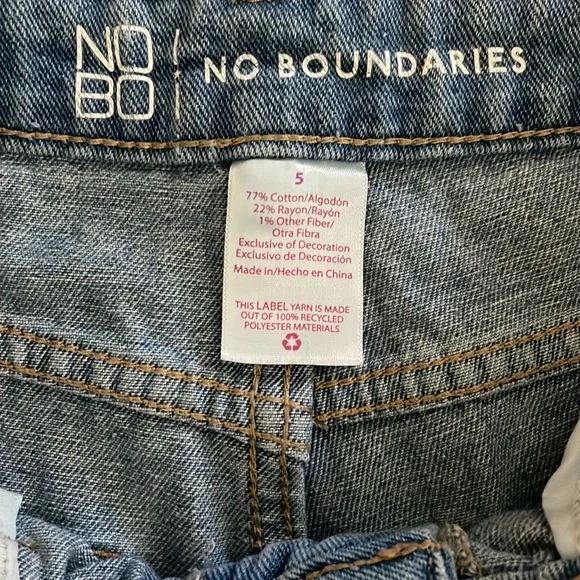 NO
BO
NO BOUNDARIES
5
77% Cotton/Algodón
22% Rayon/Rayón
1% Other Fiber/
Otra Fibra
Exclusive of Decoration
Exclusivo de Decoración
Made in/Hecho en China
THIS LABEL YARN IS MADE
OUT OF 100% RECYCLED
POLYESTER MATERIALS